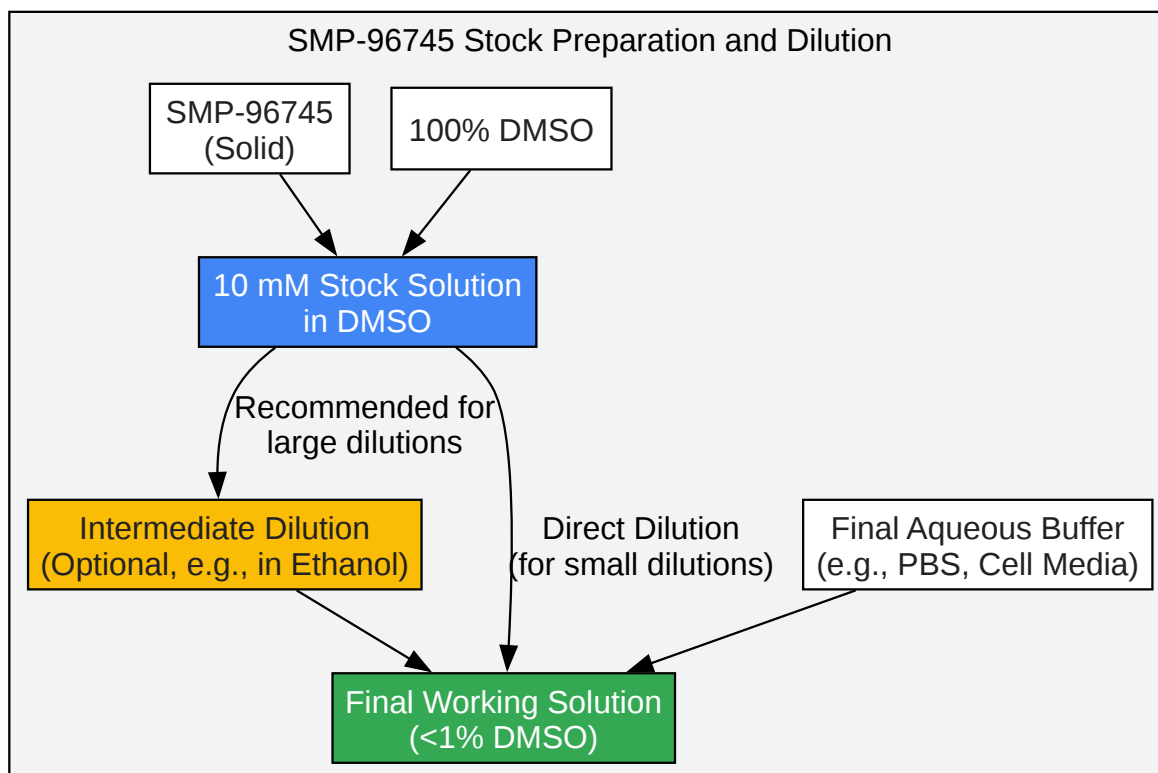 SMP-96745 Stock Preparation and Dilution
SMP-96745
(Solid)
100% DMSO
10 mM Stock Solution
in DMSO
Recommended for
large dilutions
Intermediate Dilution
(Optional, e.g., in Ethanol)
Direct Dilution
(for small dilutions)
Final Aqueous Buffer
(e.g., PBS, Cell Media)
Final Working Solution
(<1% DMSO)